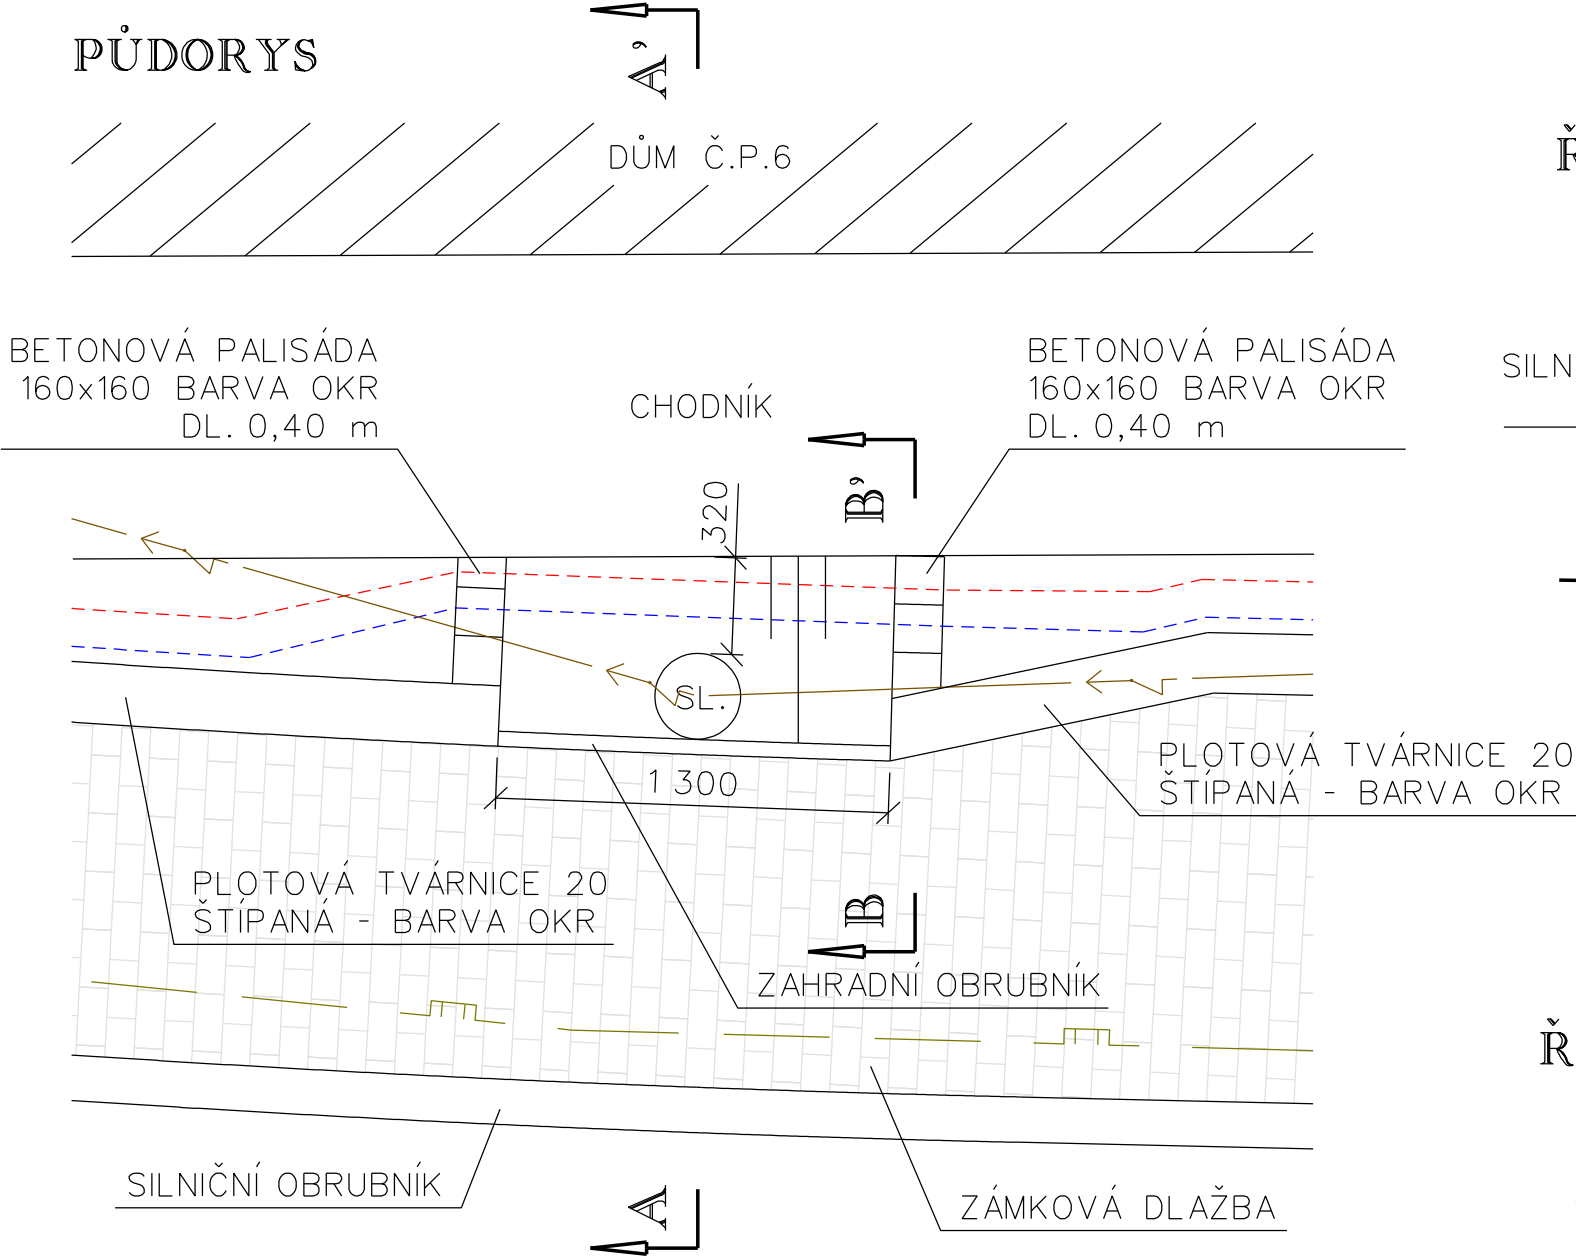 PŮDORYS
A'
DŮM Č.P.6
Ř
BETONOVÁ PALISÁDA
160x160 BARVA OKR
DL. 0,40 m
CHODNÍK
BETONOVÁ PALISÁDA
160x160 BARVA OKR
DL. 0,40 m
SILN
B'
320
SL.
1300
PLOTOVÁ TVÁRNICE 20
ŠTÍPANÁ - BARVA OKR
PLOTOVÁ TVÁRNICE 20
ŠTÍPANÁ - BARVA OKR
B
ZAHRADNÍ OBRUBNÍK
Ř
SILNIČNÍ OBRUBNÍK
A
ZÁMKOVÁ DLAŽBA